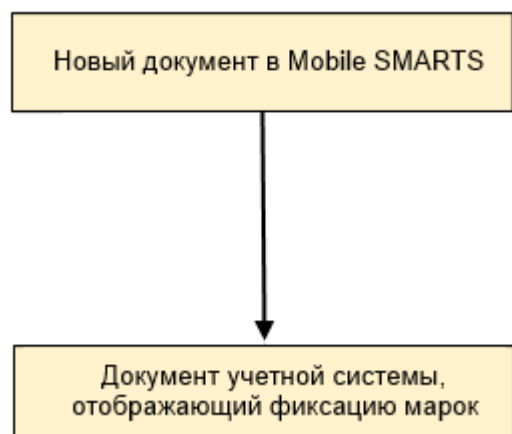 Новый документ в Mobile SMARTS
Документ учетной системы,
отображающий фиксацию марок